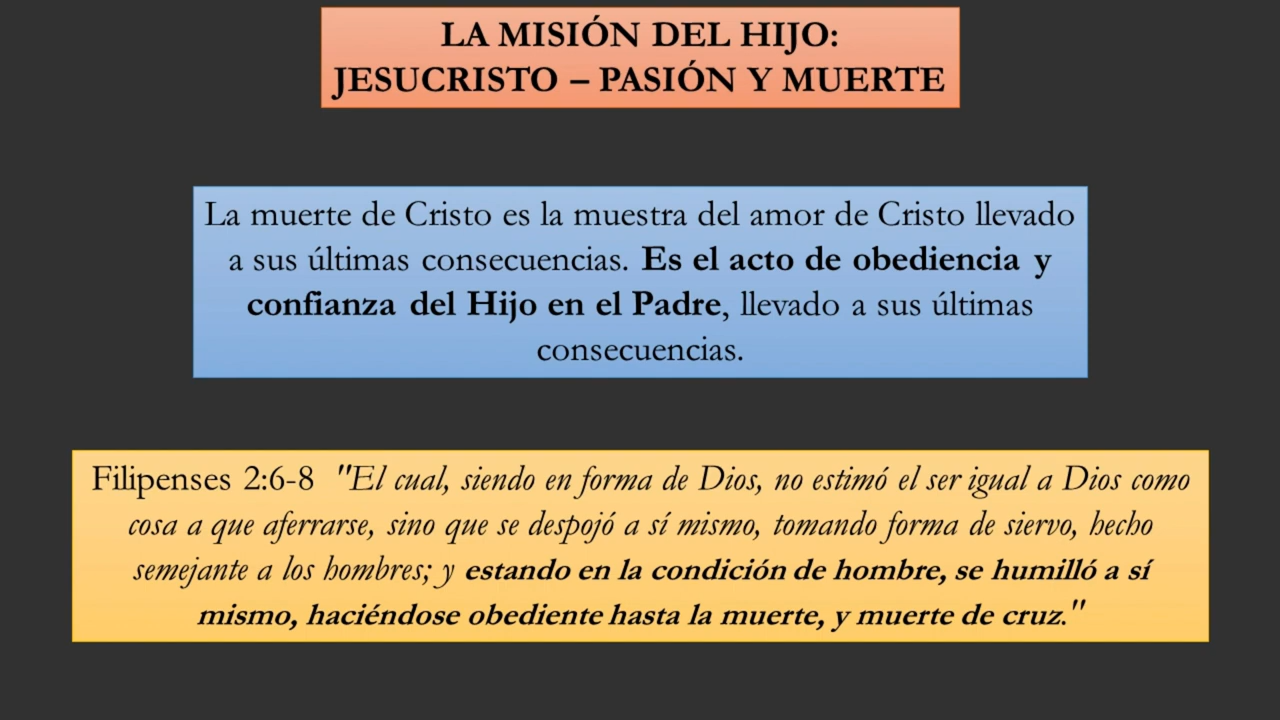 LA MISIÓN DEL HIJO:
JESUCRISTO – PASIÓN Y MUERTE
La muerte de Cristo es la muestra del amor de Cristo llevado
a sus últimas consecuencias. Es el acto de obediencia y
confianza del Hijo en el Padre, llevado a sus últimas
consecuencias.
Filipenses 2:6-8 "El cual, siendo en forma de Dios, no estimó el ser igual a Dios como
cosa a que aferrarse, sino que se despojó a sí mismo, tomando forma de siervo, hecho
semejante a los hombres; y estando en la condición de hombre, se humilló a sí
mismo, haciéndose obediente hasta la muerte, y muerte de cruz."